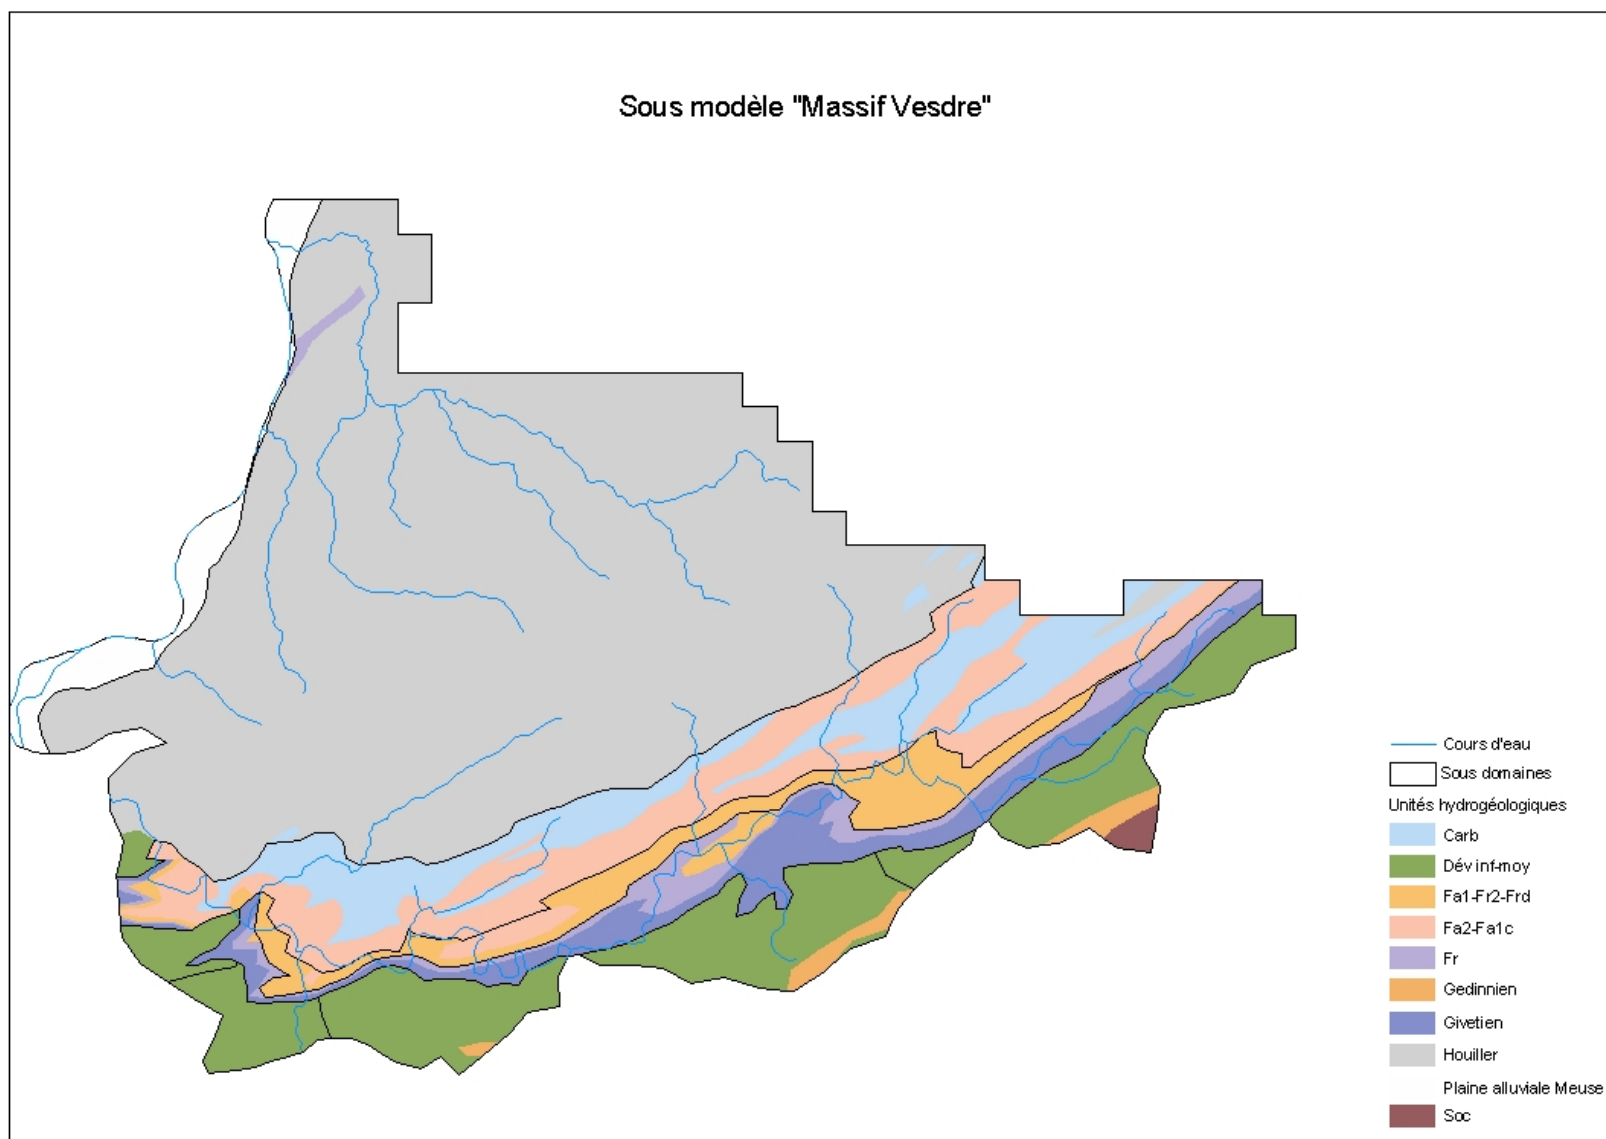 Sous modèle "Massif Vesdre"
Cours d'eau
Sous domaines
Unités hydrogéologiques
Carb
Dév inf-moy
Fa1-Fr2-Frd
Fa2-Fa1c
Fr
Gedinnien
Givetien
Houiller
Plaine alluviale Meuse
Soc